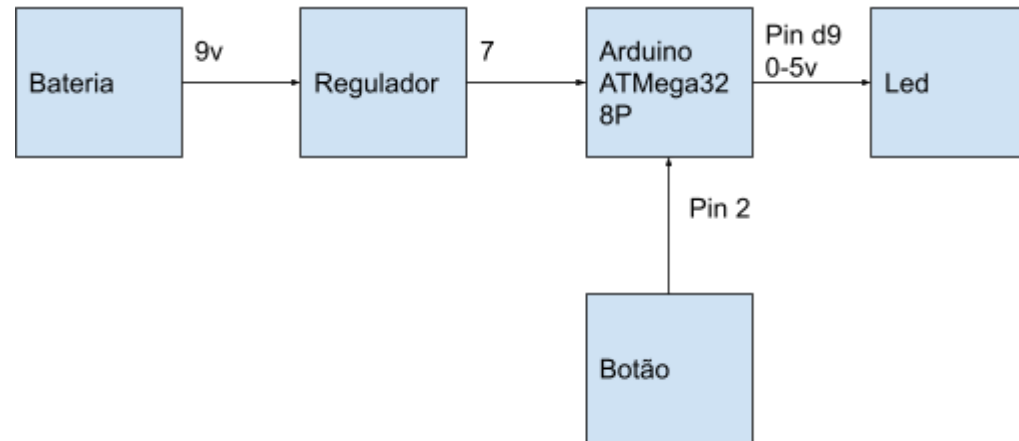 Bateria
9v
Regulador
7
Arduino
ATMega32
8P
Pin d9
0-5v
Led
Pin 2
Botão